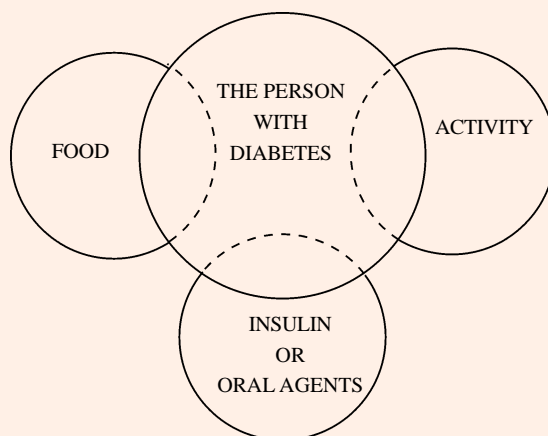 THE PERSON
WITH
DIABETES
FOOD
ACTIVITY
INSULIN
OR
ORAL AGENTS